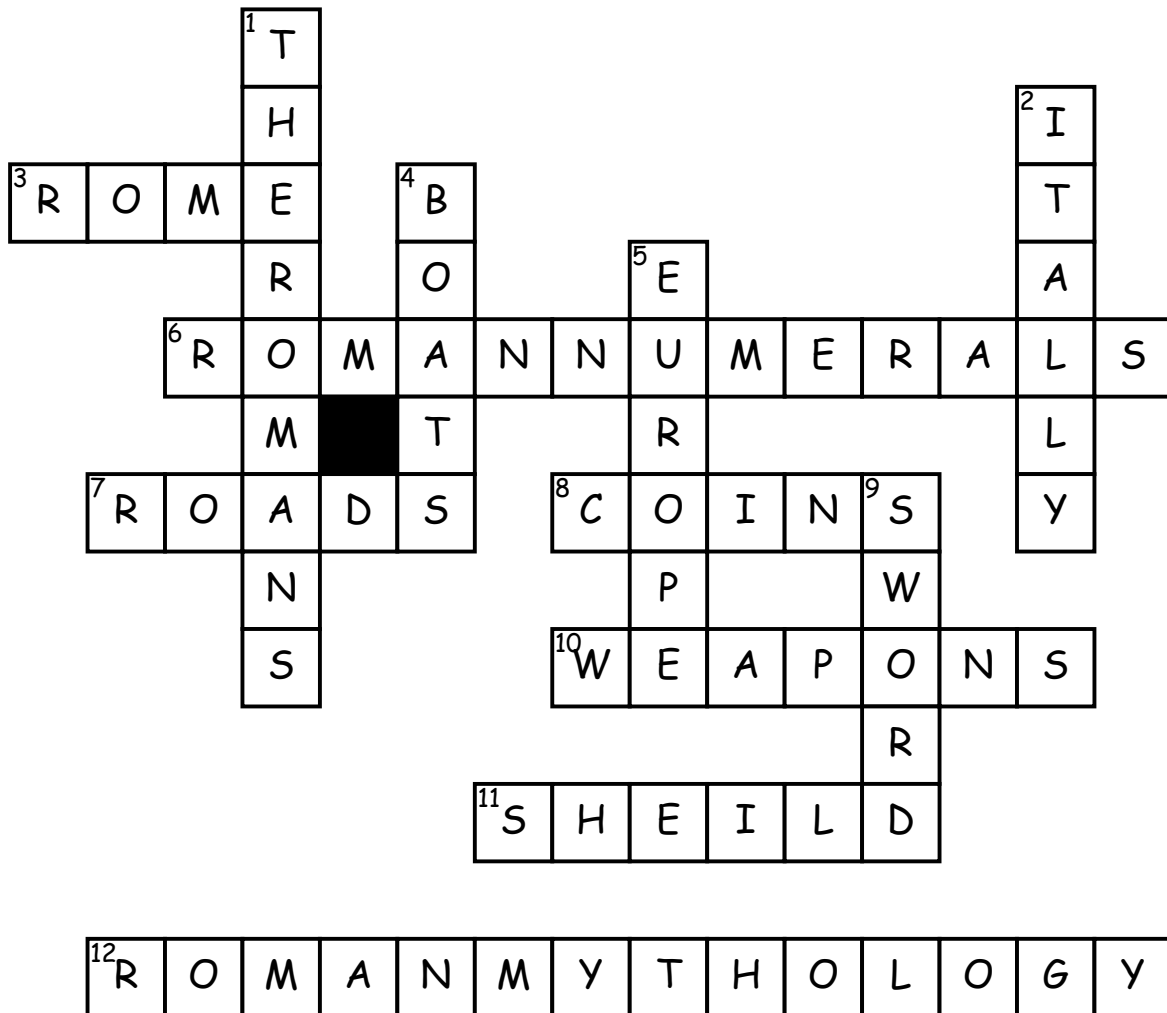 1 T
H 2 I
3 R O M E 4 B T
R O 5 E A
6 R O M A N N U M E R A L S
M T R L
7 R O A D S 8 C O I N 9 S Y
N P W
S 10 W E A P O N S
R
11 S H E I L D
12 R O M A N M Y T H O L O G Y